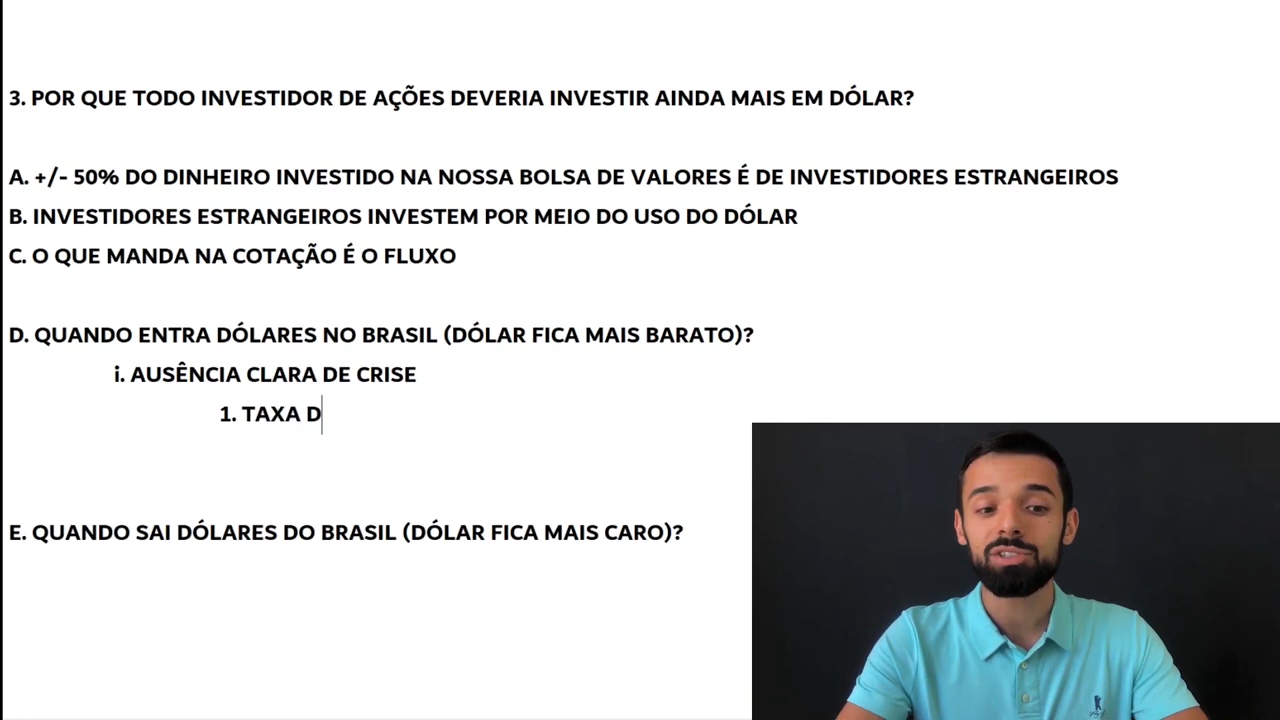 3. POR QUE TODO INVESTIDOR DE AÇÕES DEVERIA INVESTIR AINDA MAIS EM DÓLAR?
A. +/- 50% DO DINHEIRO INVESTIDO NA NOSSA BOLSA DE VALORES É DE INVESTIDORES ESTRANGEIROS
B. INVESTIDORES ESTRANGEIROS INVESTEM POR MEIO DO USO DO DÓLAR
C. O QUE MANDA NA COTAÇÃO É O FLUXO
D. QUANDO ENTRA DÓLARES NO BRASIL (DÓLAR FICA MAIS BARATO)?
i. AUSÊNCIA CLARA DE CRISE
1. TAXA D
E. QUANDO SAI DÓLARES DO BRASIL (DÓLAR FICA MAIS CARO)?